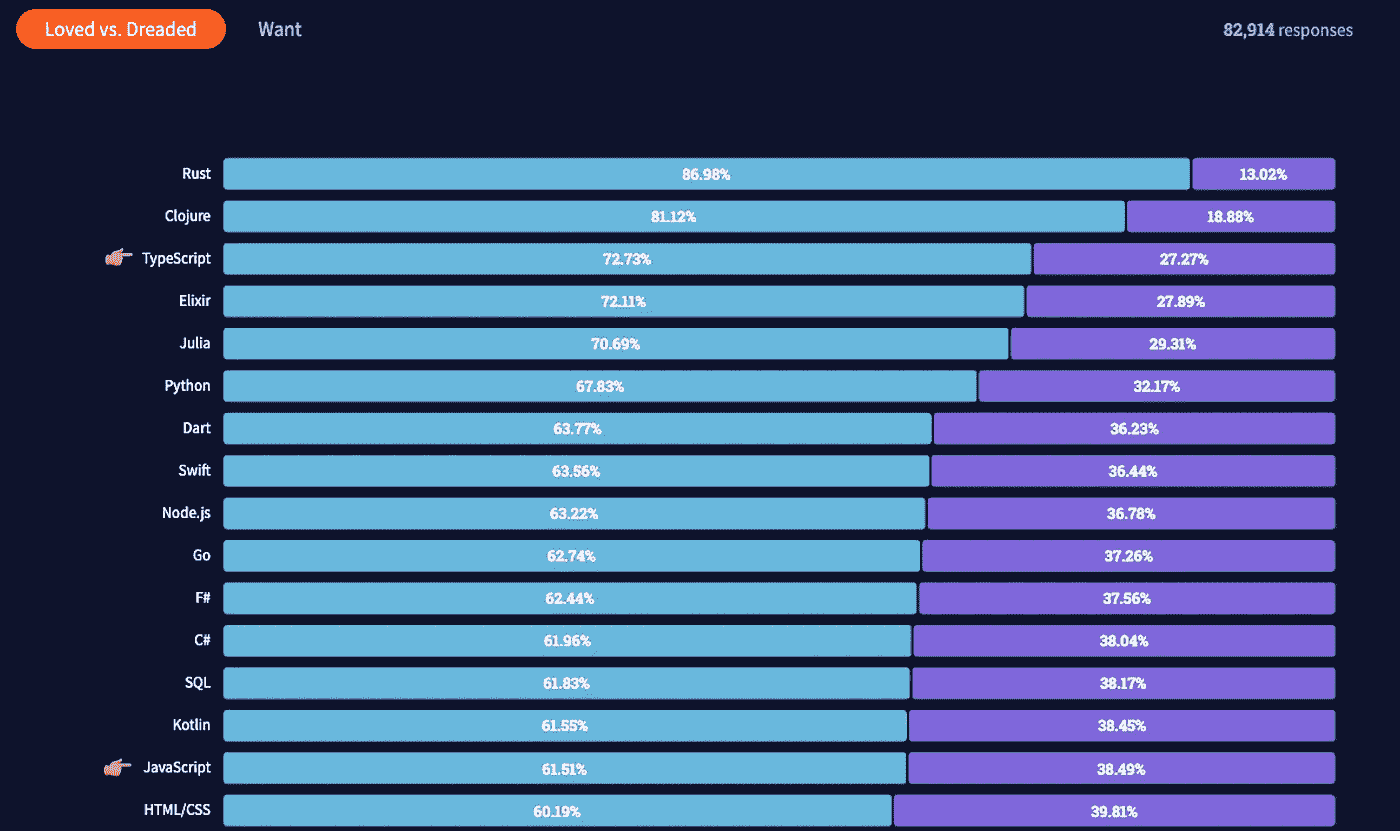 Loved vs. Dreaded Want 82,914 responses
Rust 86.98% 13.02%
Clojure 81.12% 18.88%
TypeScript 72.73% 27.27%
Elixir 72.11% 27.89%
Julia 70.69% 29.31%
Python 67.83% 32.17%
Dart 63.77% 36.23%
Swift 63.56% 36.44%
Node.js 63.22% 36.78%
Go 62.74% 37.26%
F# 62.44% 37.56%
C# 61.96% 38.04%
SQL 61.83% 38.17%
Kotlin 61.55% 38.45%
JavaScript 61.51% 38.49%
HTML/CSS 60.19% 39.81%